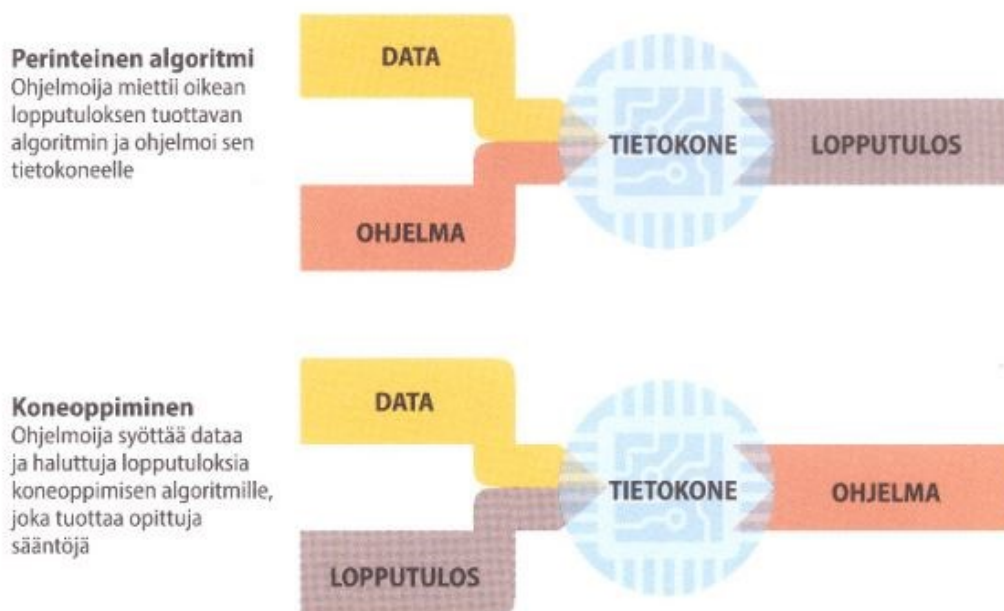 Perinteinen algoritmi
Ohjelmoija miettii oikean
lopputuloksen tuottavan
algoritmin ja ohjelmoi sen
tietokoneelle
DATA
OHJELMA
TIETOKONE
LOPPUTULOS
Koneoppiminen
Ohjelmoija syöttää dataa
ja haluttuja lopputuloksia
koneoppimisen algoritmille,
joka tuottaa opittuja
sääntöjä
DATA
LOPPUTULOS
TIETOKONE
OHJELMA